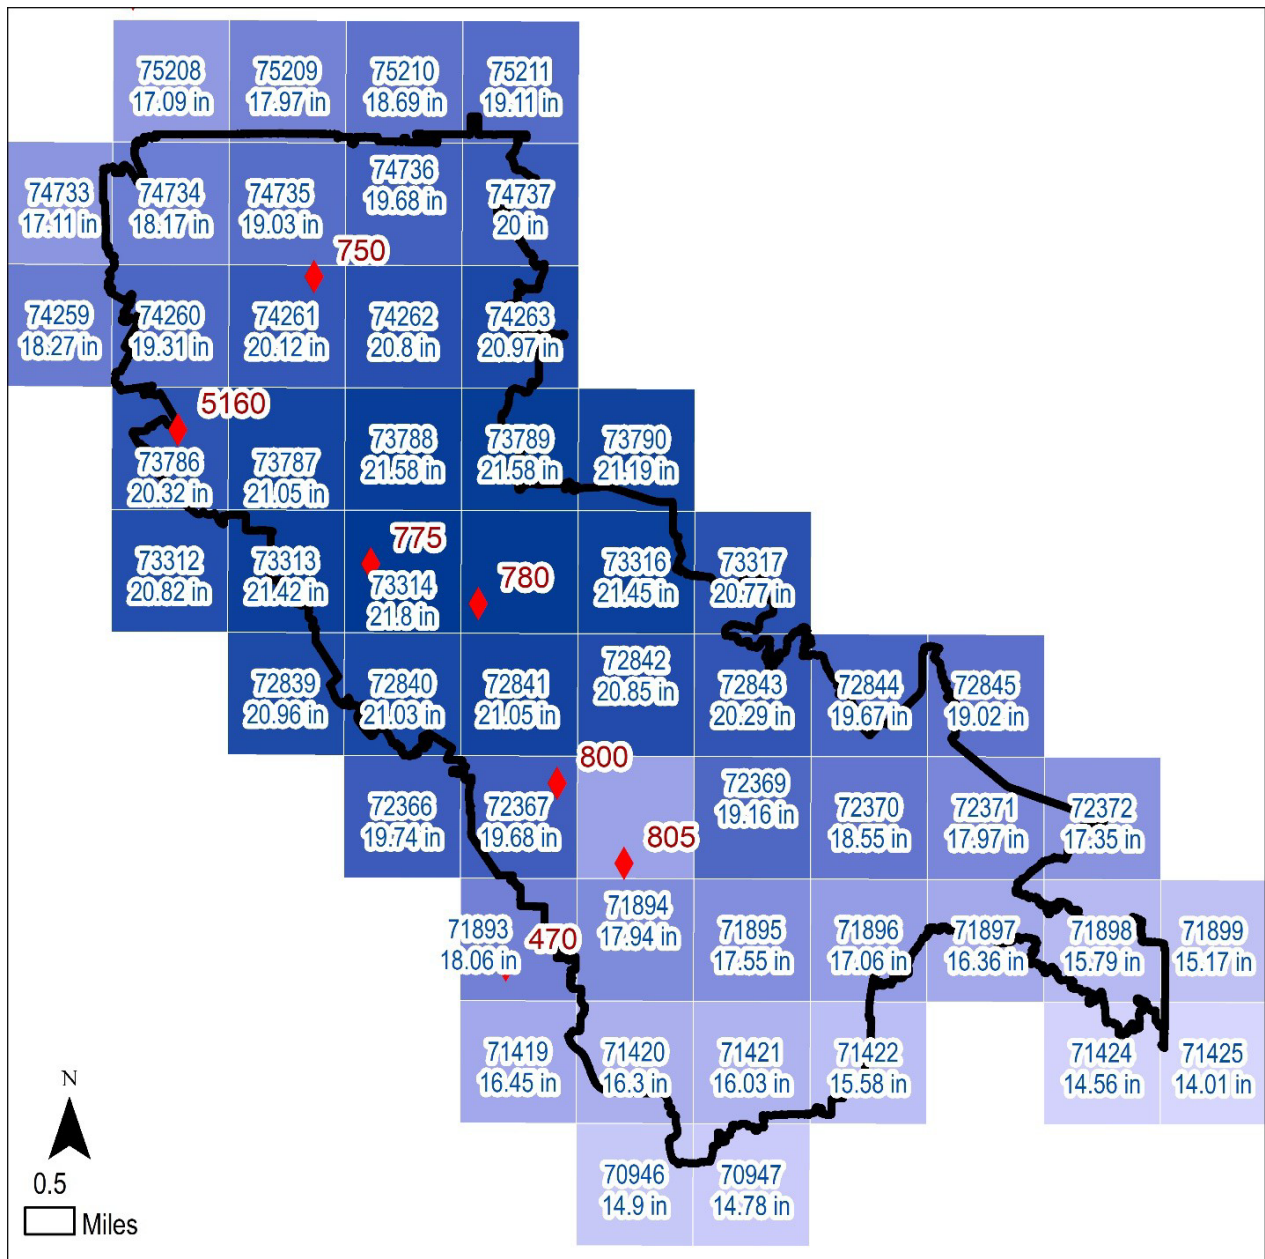 75208
17.09 in
75209
17.97 in
75210
18.69 in
75211
19.11 in
74733
17.11 in
74734
18.17 in
74735
19.03 in
74736
19.68 in
74737
20 in
750
74259
18.27 in
74260
19.31 in
74261
20.12 in
74262
20.8 in
74263
20.97 in
5160
73786
20.32 in
73787
21.05 in
73788
21.58 in
73789
21.58 in
73790
21.19 in
775
780
73312
20.82 in
73313
21.42 in
73314
21.8 in
73316
21.45 in
73317
20.77 in
72839
20.96 in
72840
21.03 in
72841
21.05 in
72842
20.85 in
72843
20.29 in
72844
19.67 in
72845
19.02 in
800
72366
19.74 in
72367
19.68 in
805
72369
19.16 in
72370
18.55 in
72371
17.97 in
72372
17.35 in
71893
18.06 in
470
71894
17.94 in
71895
17.55 in
71896
17.06 in
71897
16.36 in
71898
15.79 in
71899
15.17 in
71419
16.45 in
71420
16.3 in
71421
16.03 in
71422
15.58 in
71424
14.56 in
71425
14.01 in
70946
14.9 in
70947
14.78 in
N
0.5
Miles